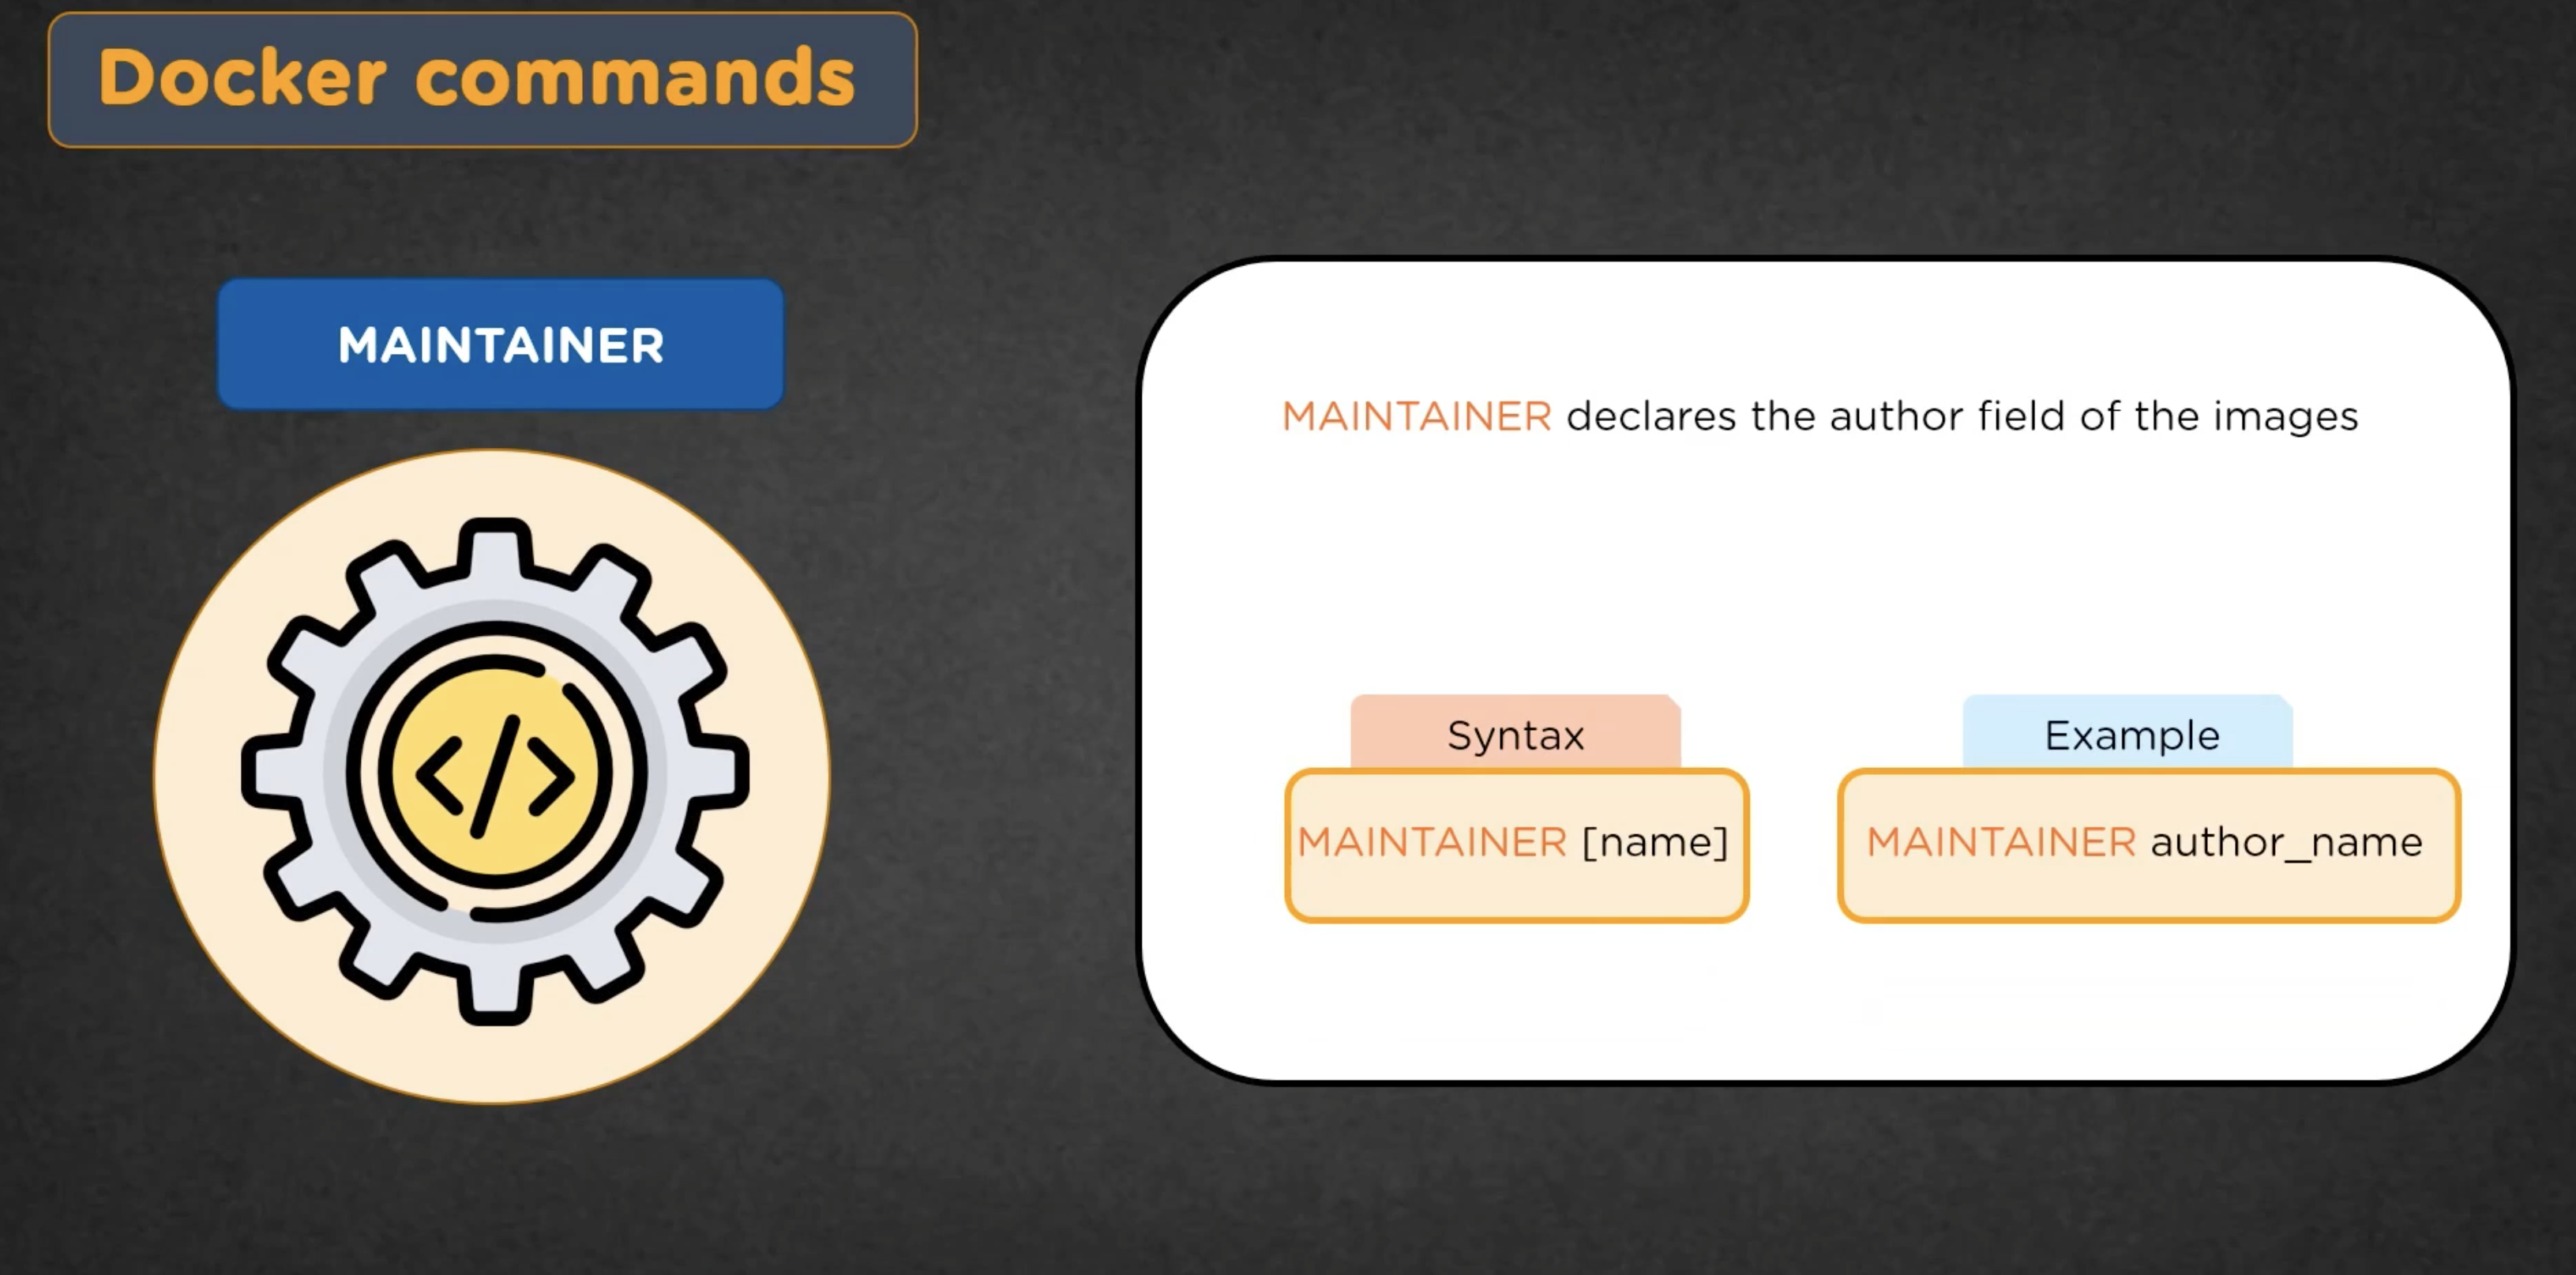 Docker commands
MAINTAINER
MAINTAINER declares the author field of the images
Syntax
MAINTAINER [name]
Example
MAINTAINER author_name